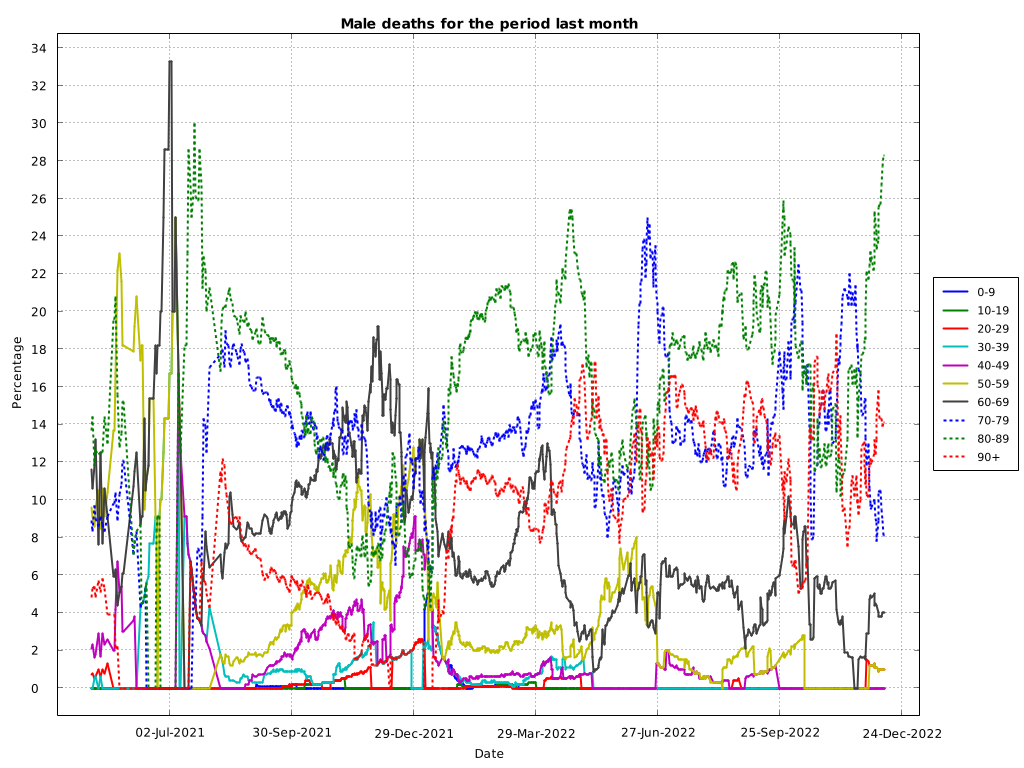 Male deaths for the period last month
Percentage
34
32
30
28
26
24
22
20
18
16
14
12
10
8
6
4
2
0
02-Jul-2021
30-Sep-2021
29-Dec-2021
29-Mar-2022
27-Jun-2022
25-Sep-2022
24-Dec-2022
Date
0-9
10-19
20-29
30-39
40-49
50-59
60-69
70-79
80-89
90+